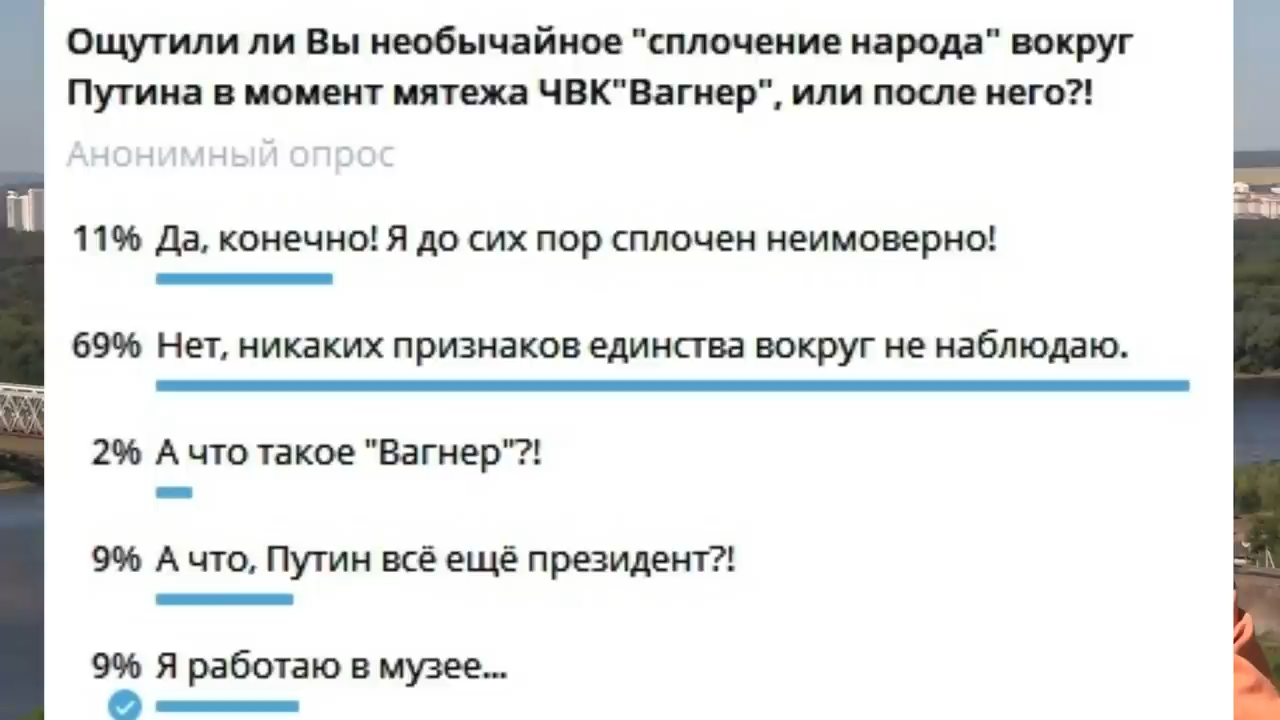 Ощутили ли Вы необычайное "сплочение народа" вокруг
Путина в момент мятежа ЧВК"Вагнер", или после него?!
Анонимный опрос
11% Да, конечно! Я до сих пор сплочен неимоверно!
69% Нет, никаких признаков единства вокруг не наблюдаю.
2% А что такое "Вагнер"?!
9% А что, Путин всё ещё президент?!
9% Я работаю в музее...